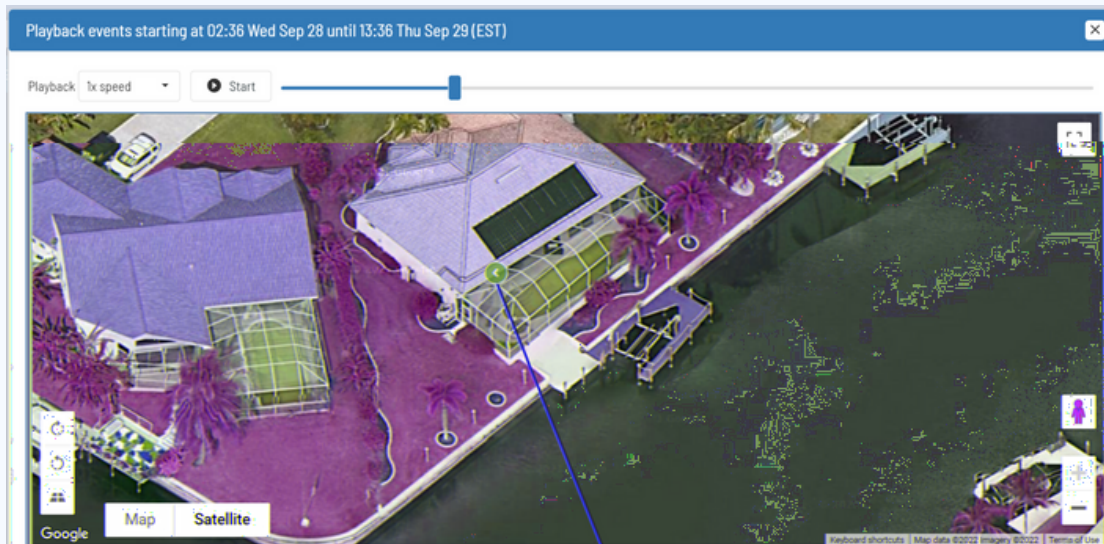 Playback events starting at 02:36 Wed Sep 28 until 13:36 Thu Sep 29 (EST)
Playback 1x speed Start
Map Satellite
Google
Keyboard shortcuts Map data ©2022 Imagery ©2022 Terms of Use